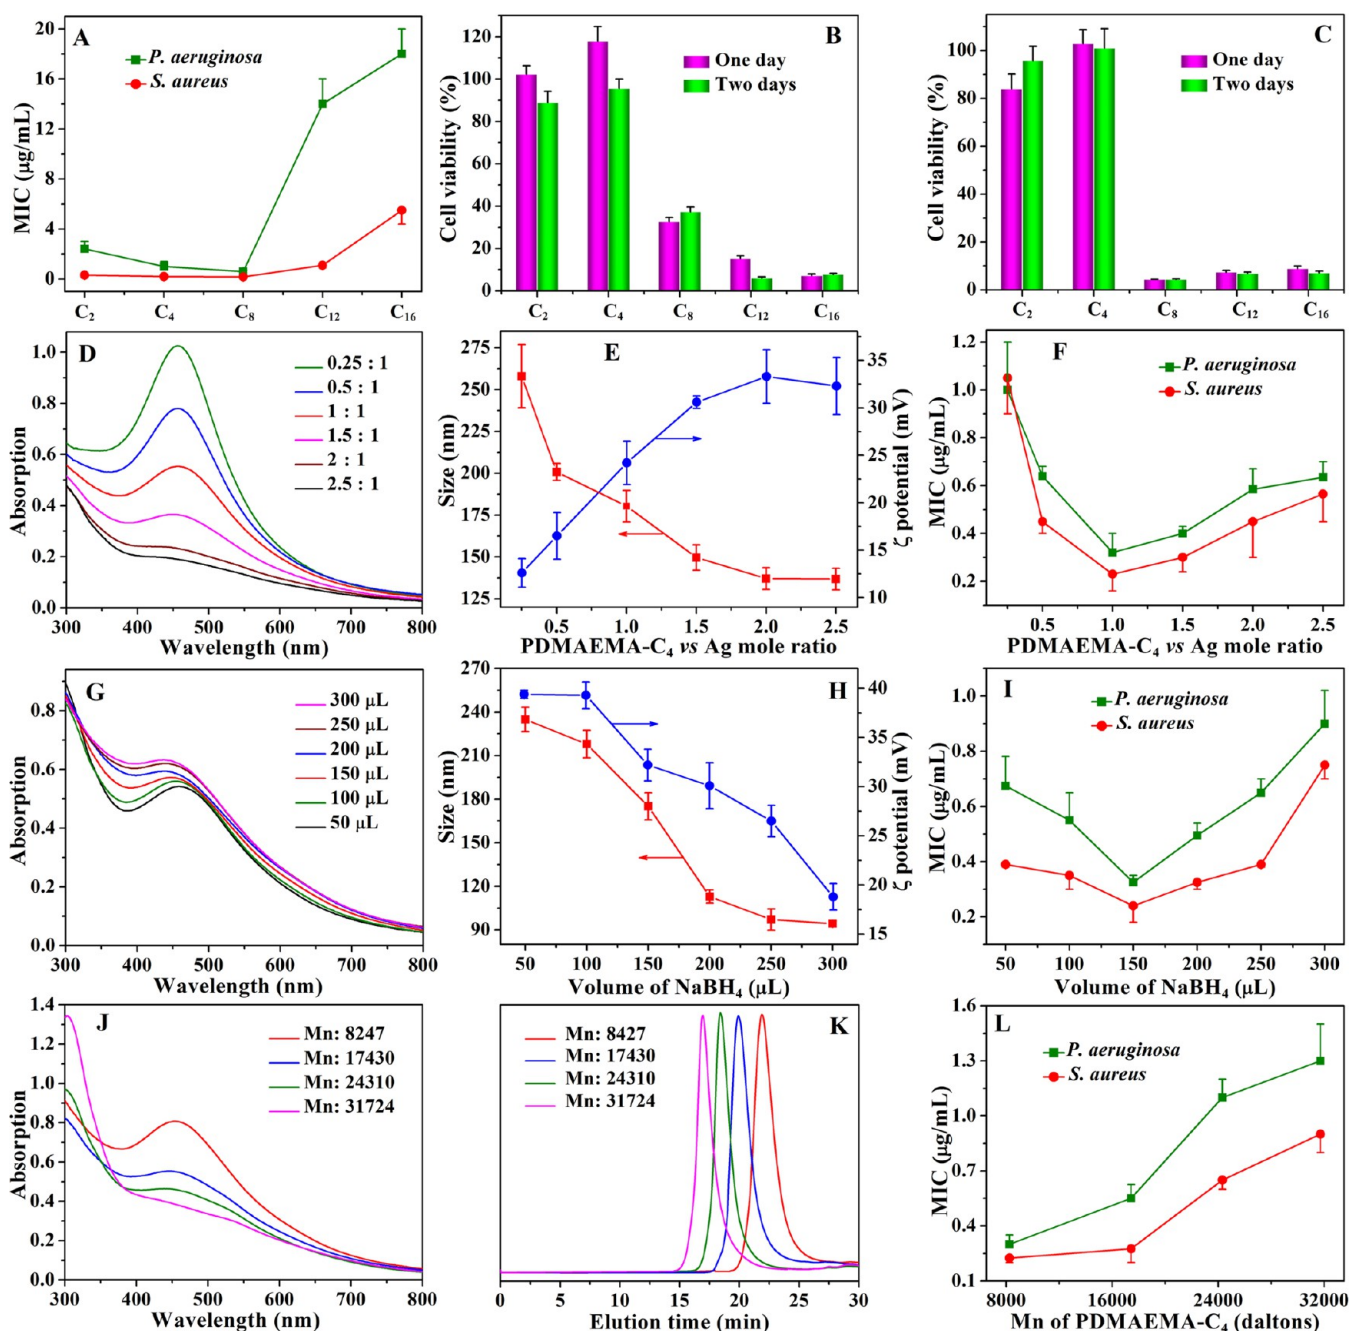 A
P. aeruginosa
S. aureus
MIC (μg/mL)
20
16
12
8
4
0
C2 C4 C8 C12 C16
B
One day
Two days
Cell viability (%)
120
100
80
60
40
20
0
C2 C4 C8 C12 C16
C
One day
Two days
Cell viability (%)
100
80
60
40
20
0
C2 C4 C8 C12 C16
D
0.25 : 1
0.5 : 1
1 : 1
1.5 : 1
2 : 1
2.5 : 1
Absorption
1.0
0.8
0.6
0.4
0.2
0.0
300 400 500 600 700 800
Wavelength (nm)
E
Size (nm)
275
250
225
200
175
150
125
ζ potential (mV)
35
30
25
20
15
10
0.5 1.0 1.5 2.0 2.5
PDMAEMA-C4 vs Ag mole ratio
F
P. aeruginosa
S. aureus
MIC (μg/mL)
1.2
1.0
0.8
0.6
0.4
0.2
0.5 1.0 1.5 2.0 2.5
PDMAEMA-C4 vs Ag mole ratio
G
300 μL
250 μL
200 μL
150 μL
100 μL
50 μL
Absorption
0.8
0.6
0.4
0.2
0.0
300 400 500 600 700 800
Wavelength (nm)
H
Size (nm)
270
240
210
180
150
120
90
ζ potential (mV)
40
35
30
25
20
15
50 100 150 200 250 300
Volume of NaBH4 (μL)
I
P. aeruginosa
S. aureus
MIC (μg/mL)
1.0
0.8
0.6
0.4
0.2
50 100 150 200 250 300
Volume of NaBH4 (μL)
J
Mn: 8247
Mn: 17430
Mn: 24310
Mn: 31724
Absorption
1.4
1.2
1.0
0.8
0.6
0.4
0.2
0.0
300 400 500 600 700 800
Wavelength (nm)
K
Mn: 8427
Mn: 17430
Mn: 24310
Mn: 31724
0 5 10 15 20 25 30
Elution time (min)
L
P. aeruginosa
S. aureus
MIC (μg/mL)
1.6
1.3
1.0
0.7
0.4
0.1
8000 16000 24000 32000
Mn of PDMAEMA-C4 (daltons)